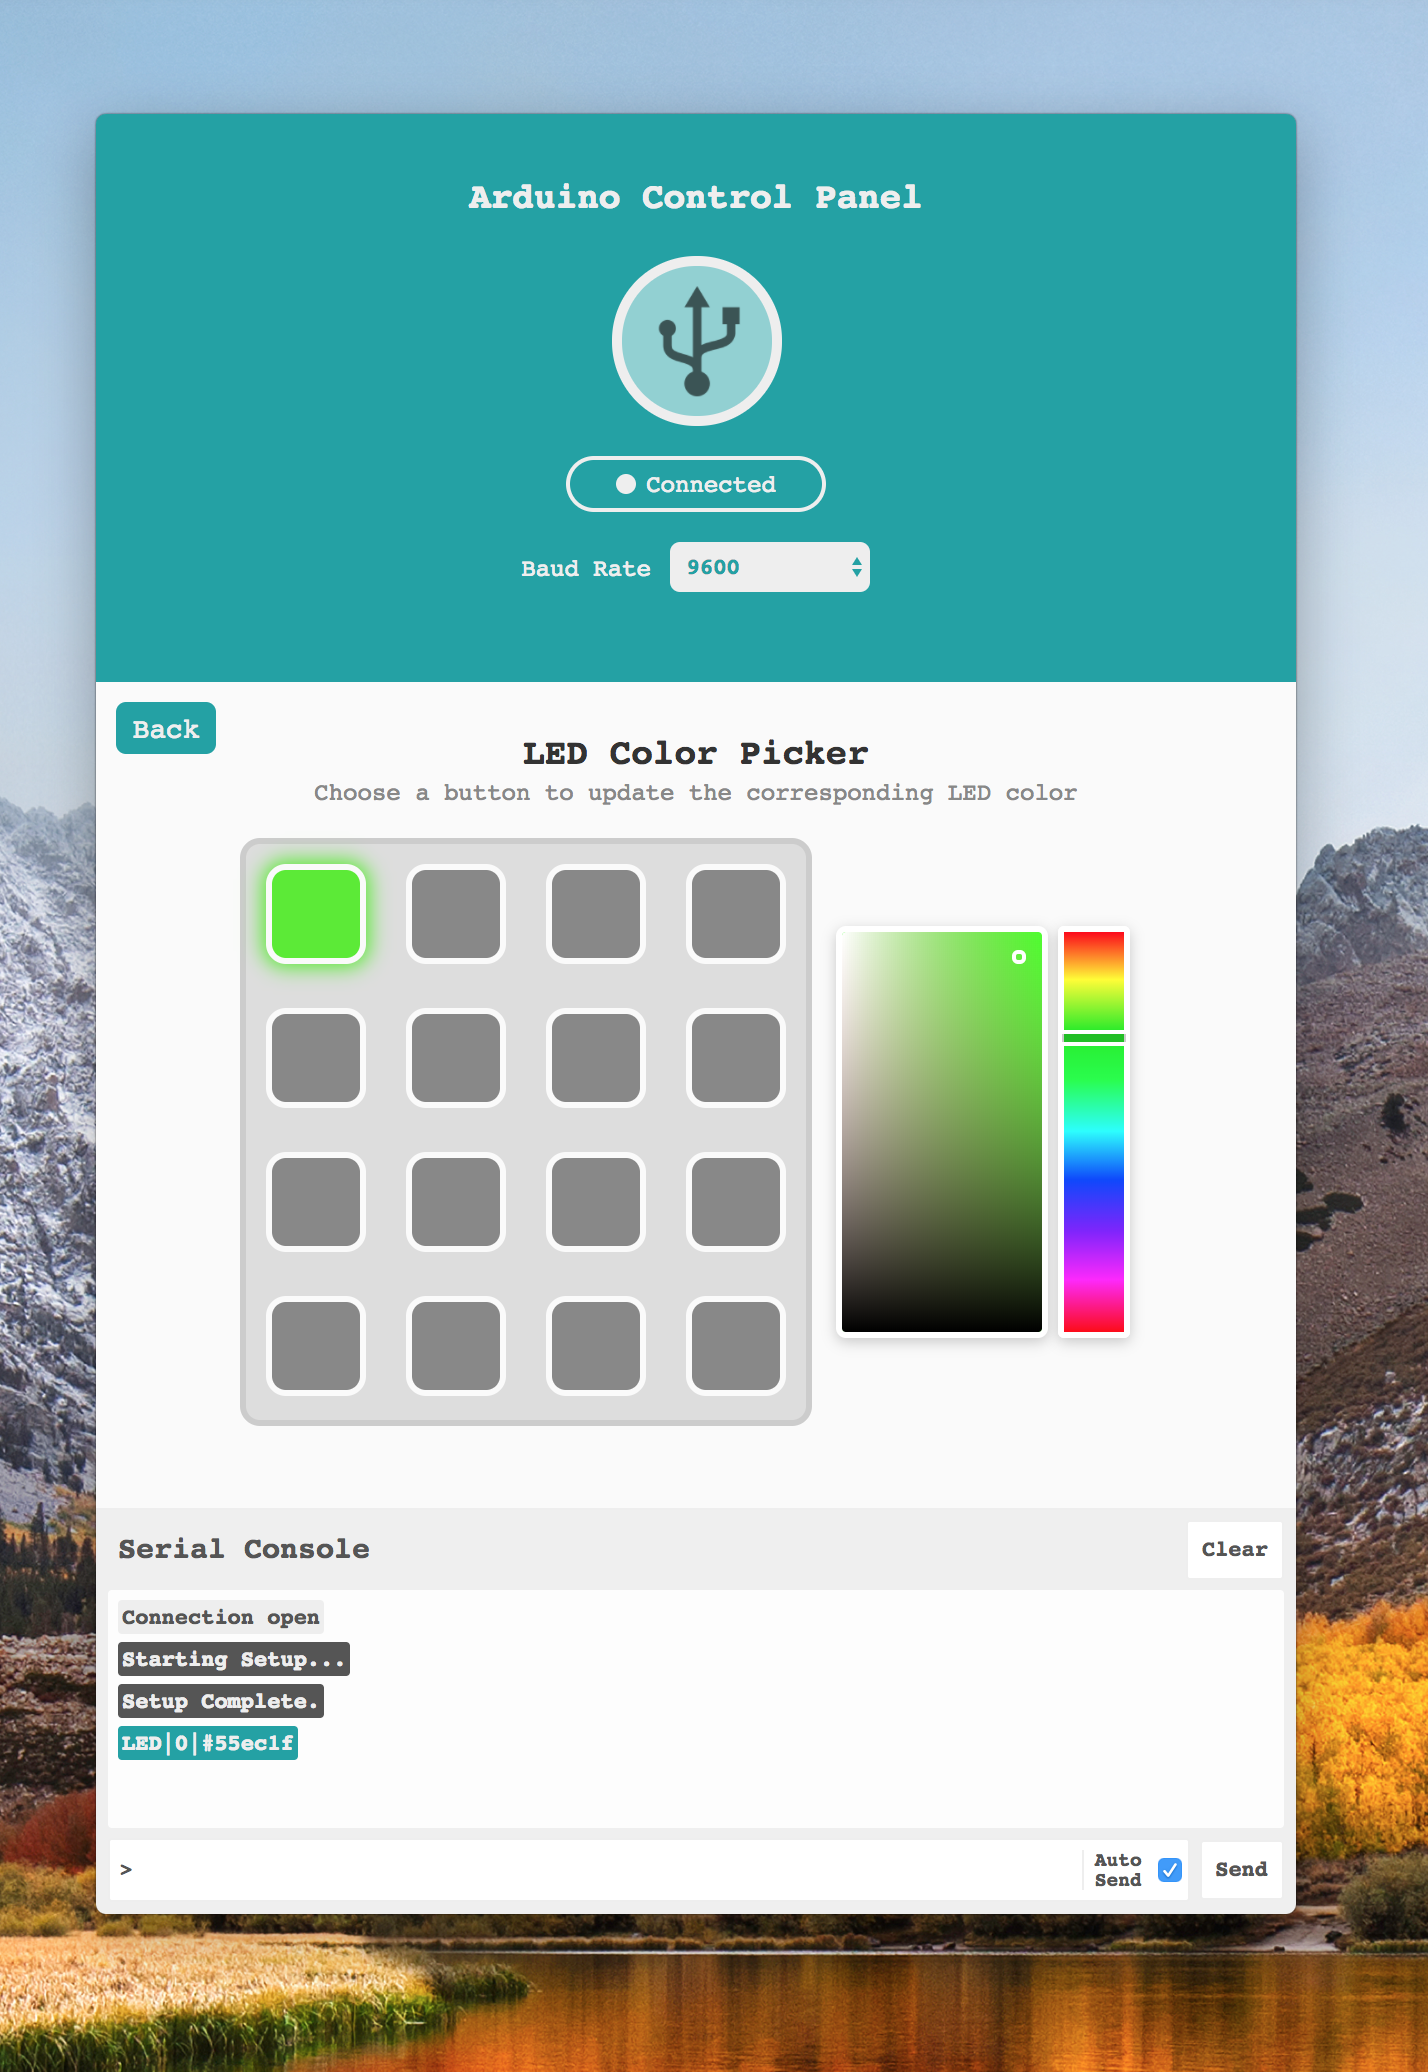 Arduino Control Panel
Connected
Baud Rate 9600
Back
LED Color Picker
Choose a button to update the corresponding LED color
Serial Console
Clear
Connection open
Starting Setup...
Setup Complete.
LED|0|#55ec1f
>
Auto
Send
Send